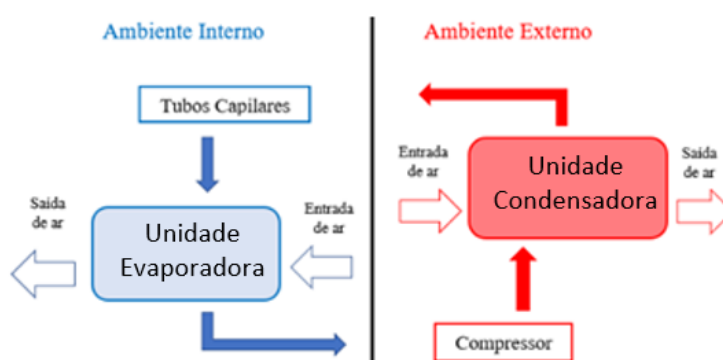 Ambiente Interno
Ambiente Externo
Tubos Capilares
Saída
de ar
Unidade
Evaporadora
Entrada
de ar
Entrada
de ar
Unidade
Condensadora
Saída
de ar
Compressor